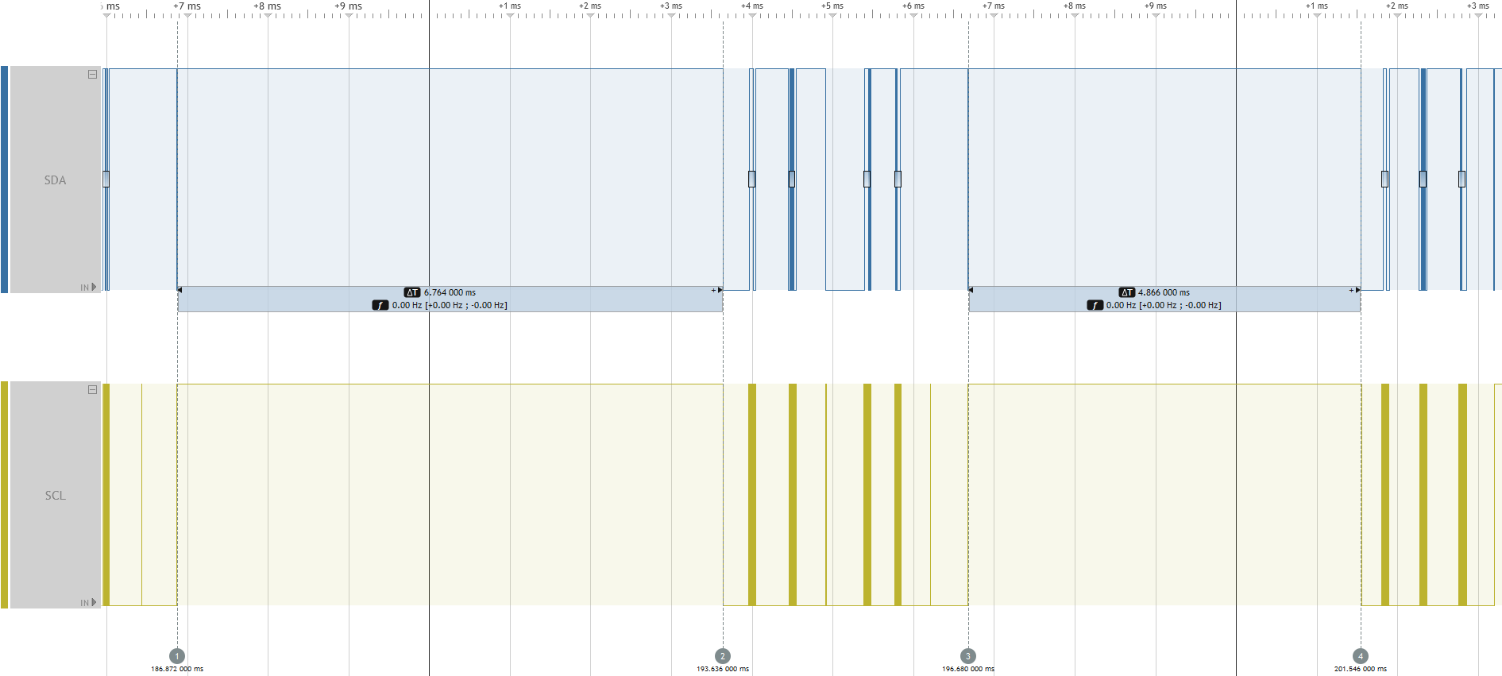 ms +7 ms +8 ms +9 ms +1 ms +2 ms +3 ms +4 ms +5 ms +6 ms +7 ms +8 ms +9 ms +1 ms +2 ms +3 ms
SDA
IN
ΔT 6.764 000 ms
ƒ 0.00 Hz [+0.00 Hz ; -0.00 Hz]
ΔT 4.866 000 ms
ƒ 0.00 Hz [+0.00 Hz ; -0.00 Hz]
SCL
IN
1 2 3 4
186.872 000 ms 193.636 000 ms 196.680 000 ms 201.546 000 ms